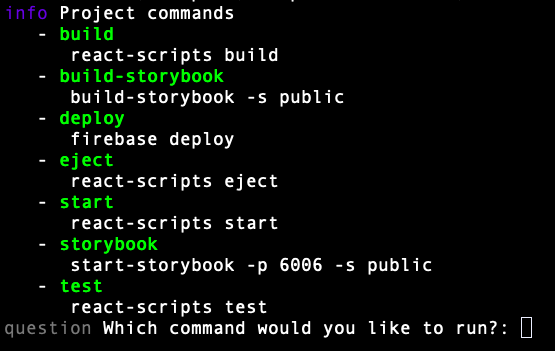 info Project commands
- build
react-scripts build
- build-storybook
build-storybook -s public
- deploy
firebase deploy
- eject
react-scripts eject
- start
react-scripts start
- storybook
start-storybook -p 6006 -s public
- test
react-scripts test
question Which command would you like to run?: